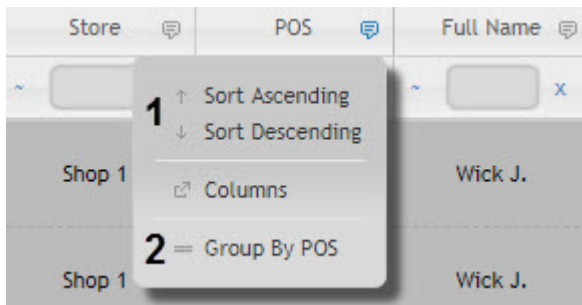 Store POS Full Name
~ ~ x
1 ↑ Sort Ascending
↓ Sort Descending
Shop 1 Wick J.
Columns
2 = Group By POS
Shop 1 Wick J.